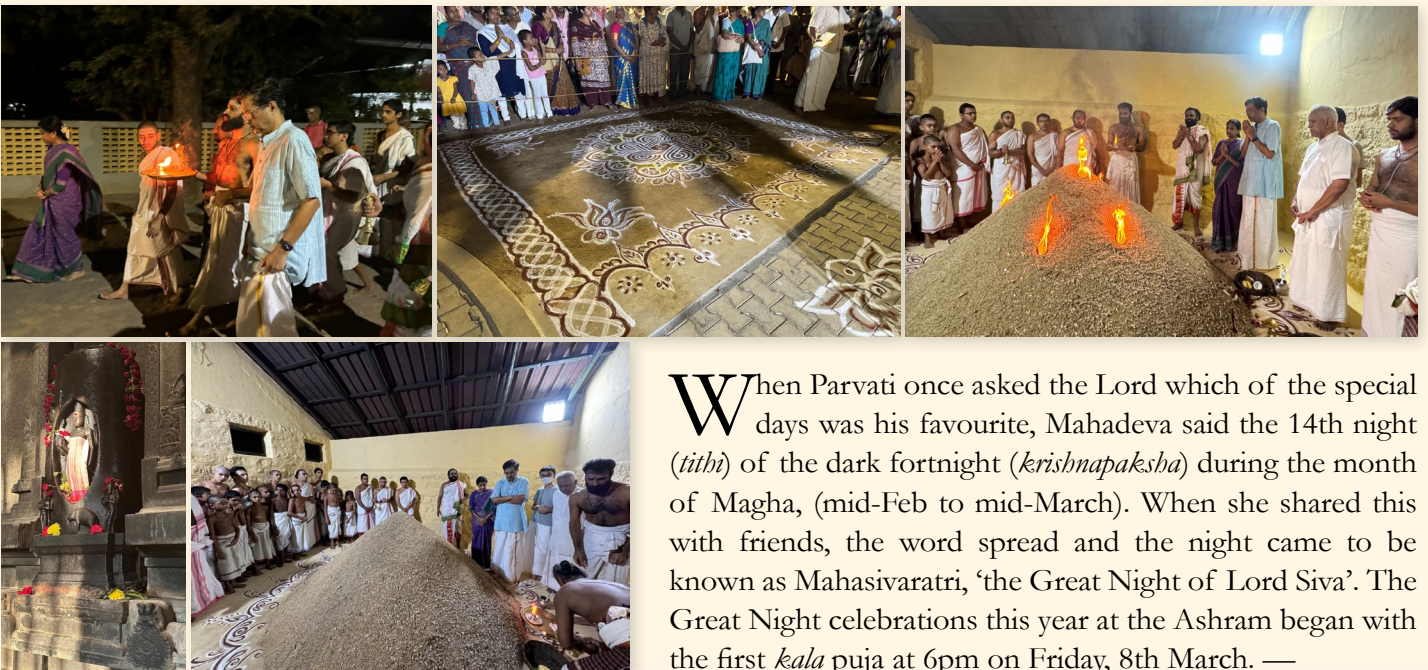 When Parvati once asked the Lord which of the special
days was his favourite, Mahadeva said the 14th night
(tithi) of the dark fortnight (krishnapaksha) during the month
of Magha, (mid-Feb to mid-March). When she shared this
with friends, the word spread and the night came to be
known as Mahasivaratri, ‘the Great Night of Lord Siva’. The
Great Night celebrations this year at the Ashram began with
the first kala puja at 6pm on Friday, 8th March. —